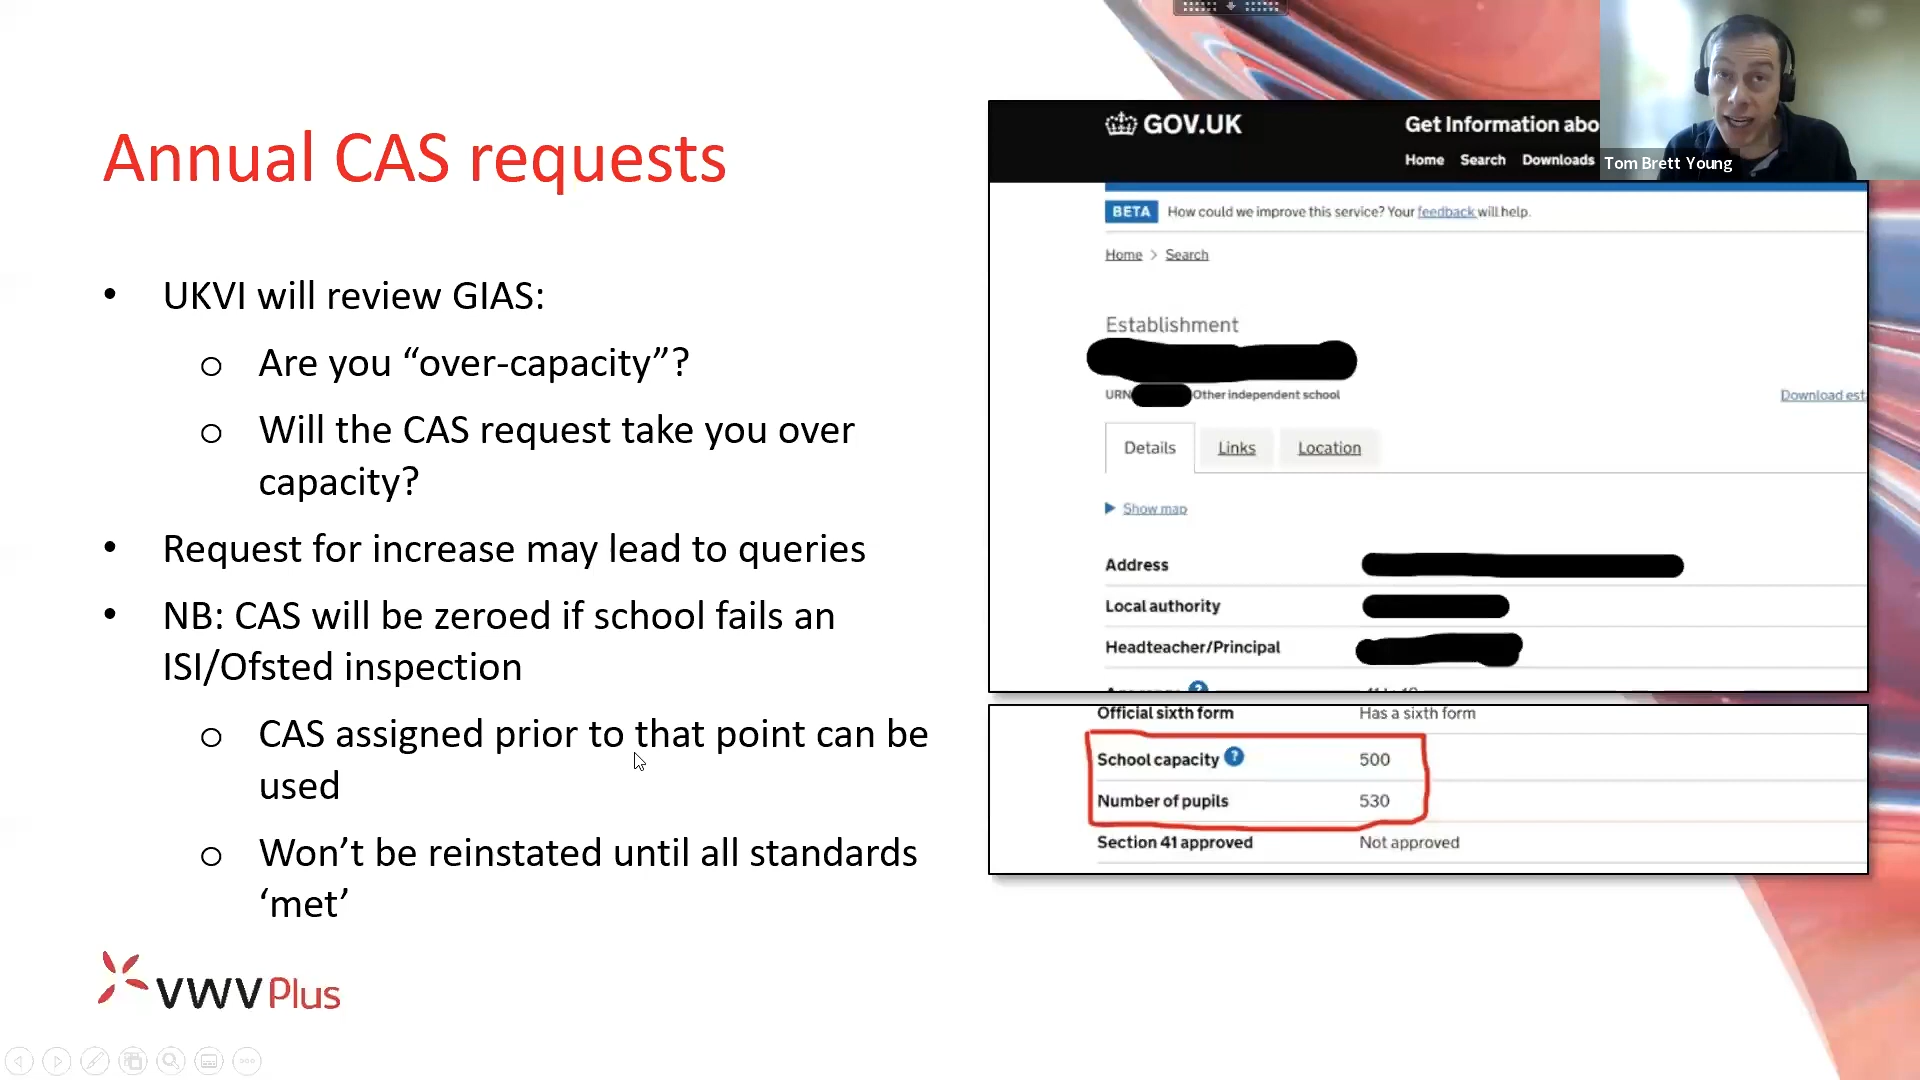 Annual CAS requests
• UKVI will review GIAS:
o Are you “over-capacity”?
o Will the CAS request take you over
capacity?
• Request for increase may lead to queries
• NB: CAS will be zeroed if school fails an
ISI/Ofsted inspection
o CAS assigned prior to that point can be
used
o Won’t be reinstated until all standards
‘met’
VWV Plus
GOV.UK
Get Information abo
Home Search Downloads
Tom Brett Young
BETA How could we improve this service? Your feedback will help.
Home > Search
Establishment
URN Other independent school
Download est
Details Links Location
Show map
Address
Local authority
Headteacher/Principal
Official sixth form Has a sixth form
School capacity ? 500
Number of pupils 530
Section 41 approved Not approved